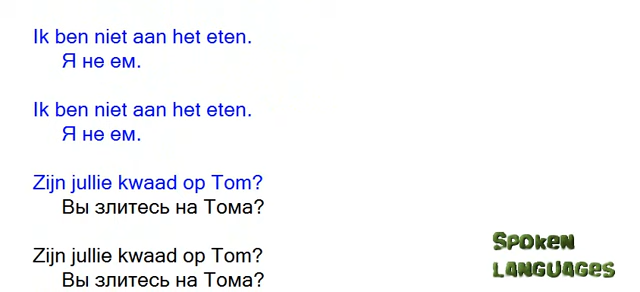 Ik ben niet aan het eten.
Я не ем.
Ik ben niet aan het eten.
Я не ем.
Zijn jullie kwaad op Tom?
Вы злитесь на Тома?
Zijn jullie kwaad op Tom?
Вы злитесь на Тома?
Spoken
Languages